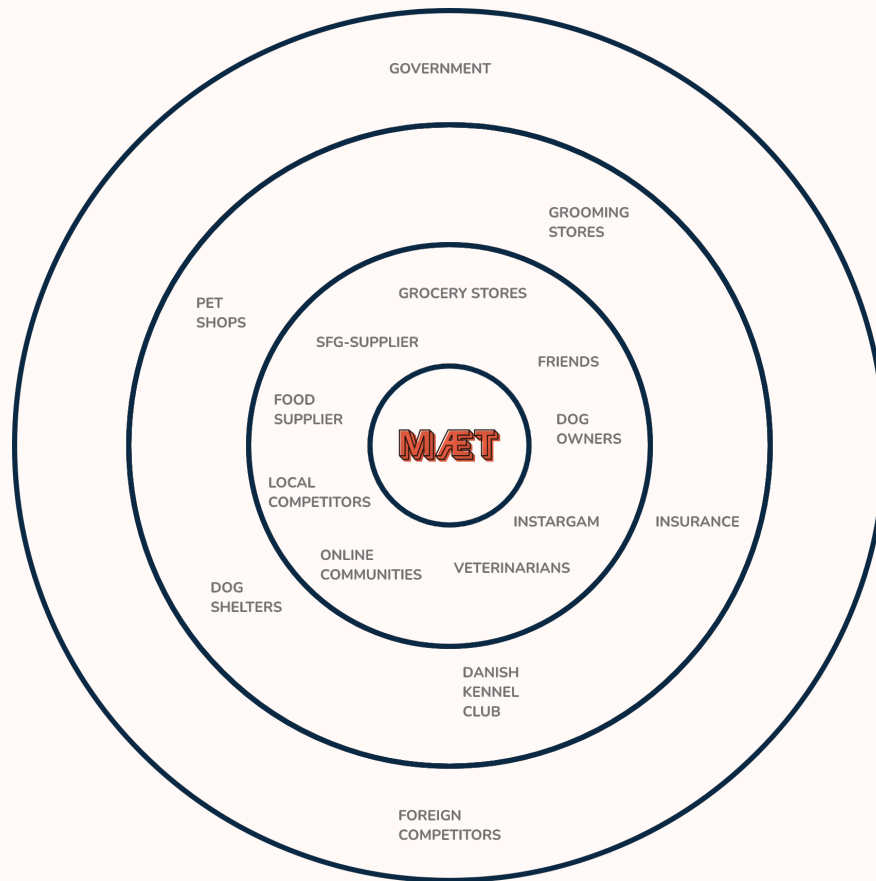 GOVERNMENT
GROOMING
STORES
GROCERY STORES
PET
SHOPS
SFG-SUPPLIER
FRIENDS
FOOD
SUPPLIER
DOG
OWNERS
MÆT
LOCAL
COMPETITORS
INSTARGAM
INSURANCE
ONLINE
COMMUNITIES
VETERINARIANS
DOG
SHELTERS
DANISH
KENNEL
CLUB
FOREIGN
COMPETITORS